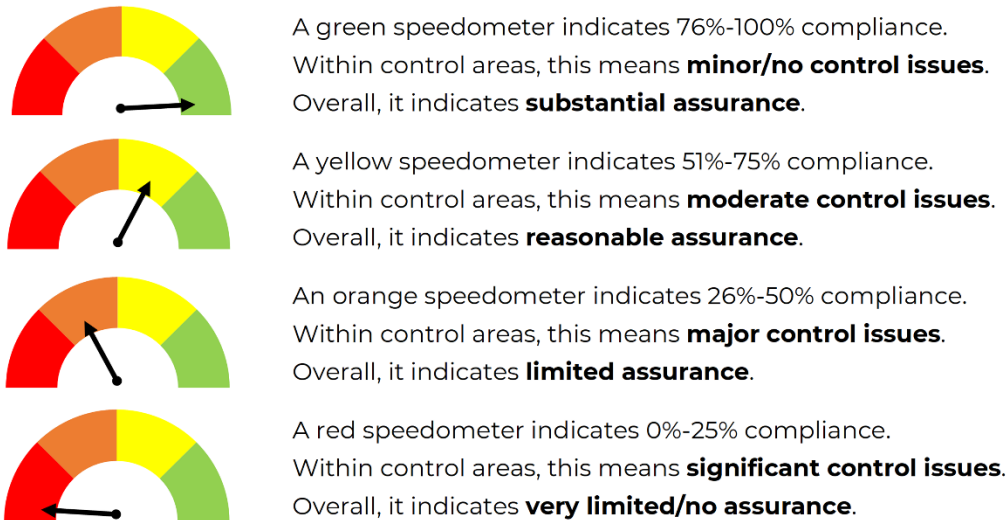 A green speedometer indicates 76%-100% compliance.
Within control areas, this means minor/no control issues.
Overall, it indicates substantial assurance.
A yellow speedometer indicates 51%-75% compliance.
Within control areas, this means moderate control issues.
Overall, it indicates reasonable assurance.
An orange speedometer indicates 26%-50% compliance.
Within control areas, this means major control issues.
Overall, it indicates limited assurance.
A red speedometer indicates 0%-25% compliance.
Within control areas, this means significant control issues.
Overall, it indicates very limited/no assurance.